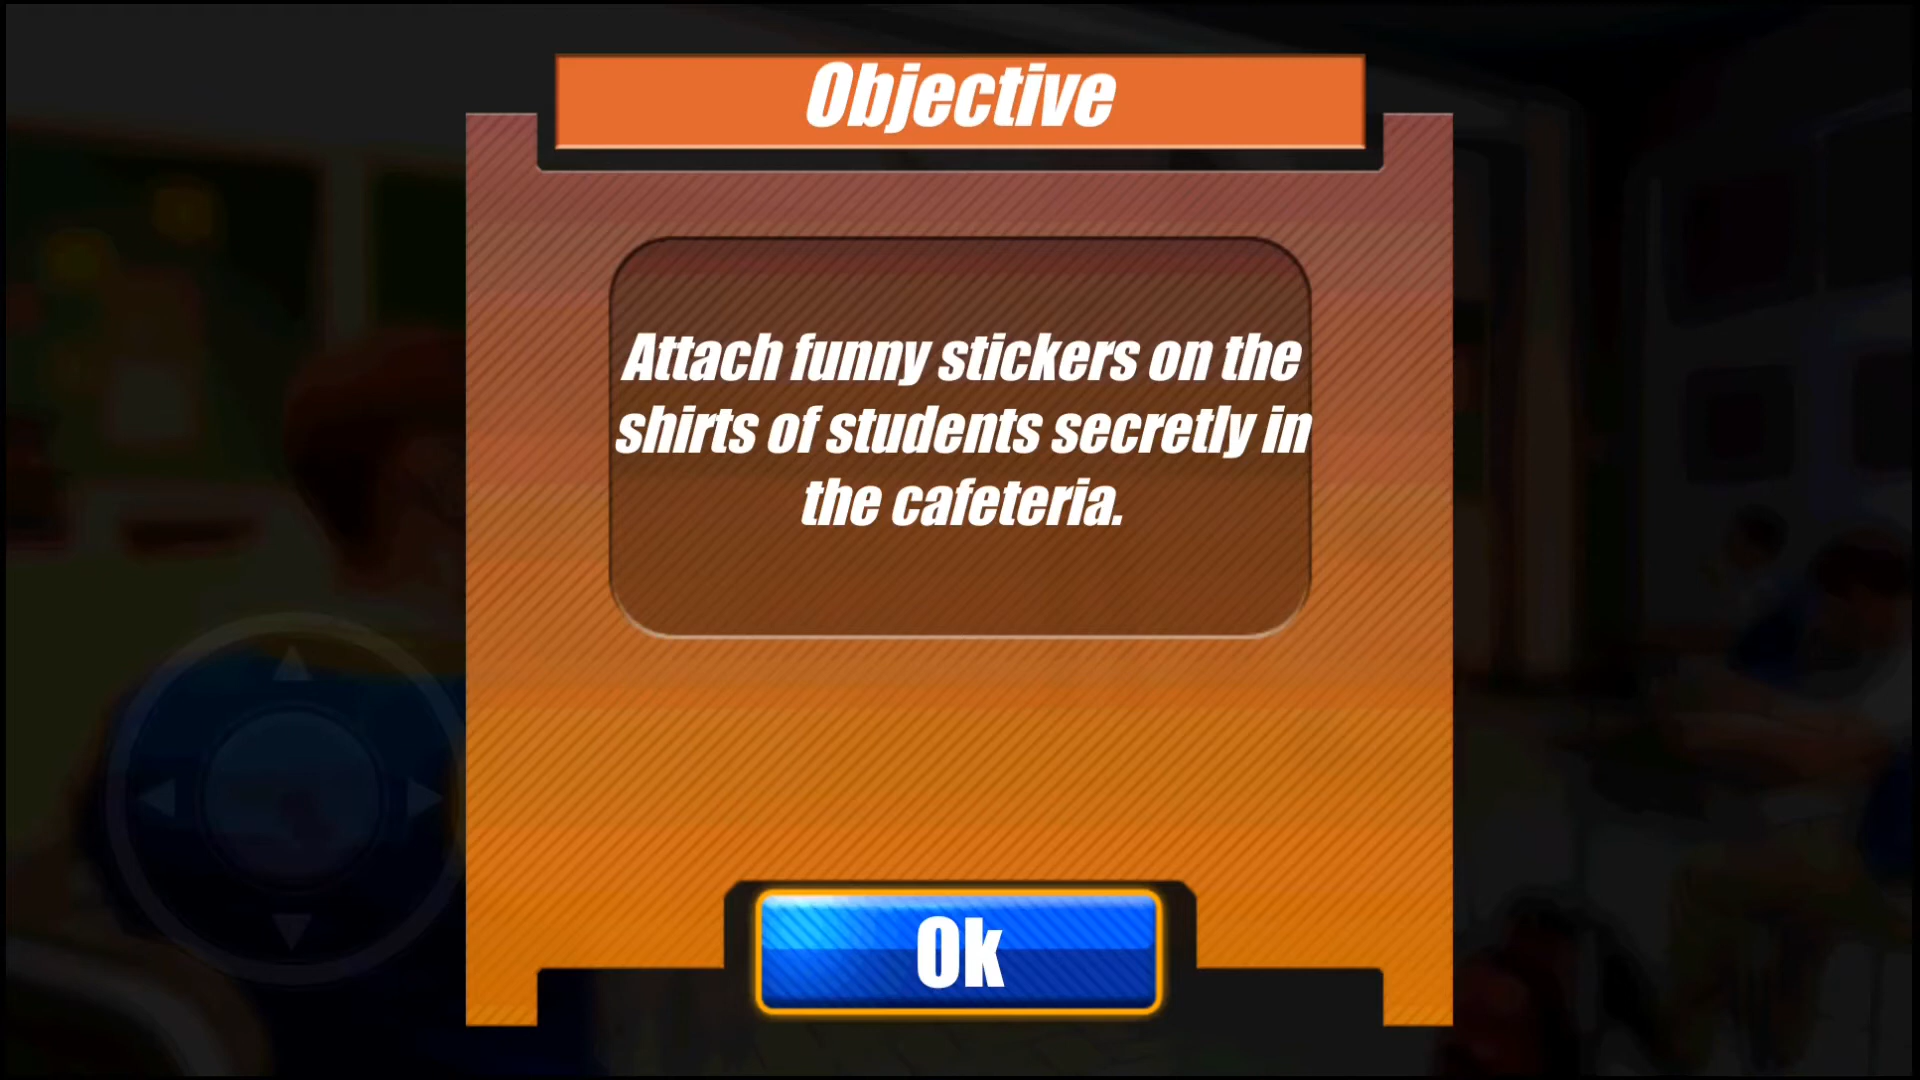 Objective
Attach funny stickers on the
shirts of students secretly in
the cafeteria.
Ok